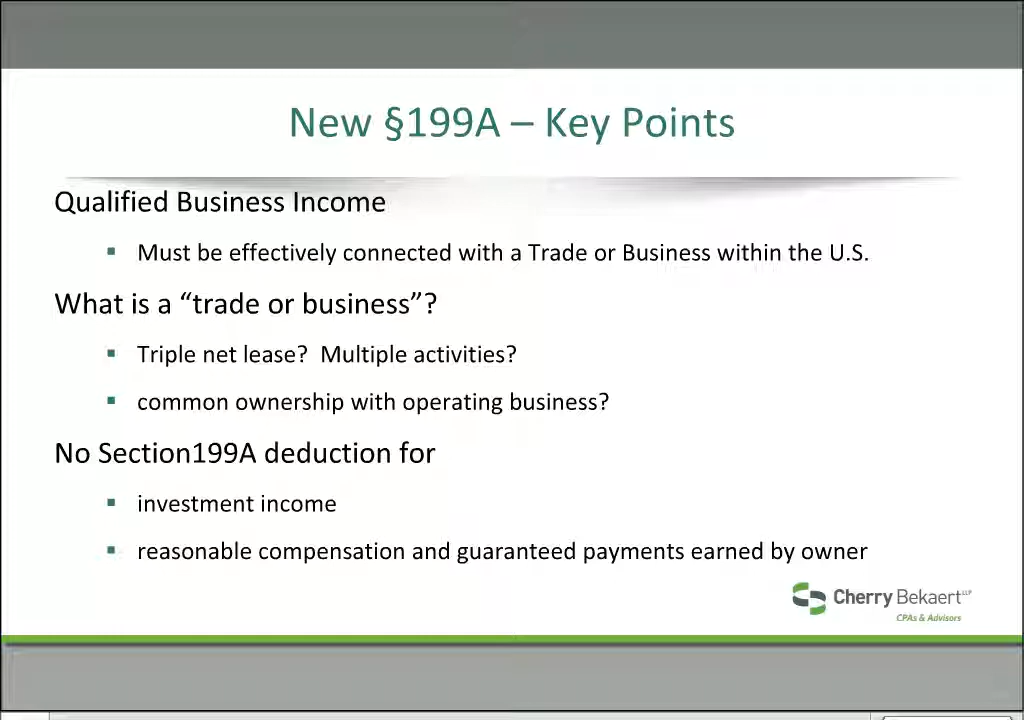 New §199A – Key Points
Qualified Business Income
▪ Must be effectively connected with a Trade or Business within the U.S.
What is a “trade or business”?
▪ Triple net lease?  Multiple activities?
▪ common ownership with operating business?
No Section199A deduction for
▪ investment income
▪ reasonable compensation and guaranteed payments earned by owner
Cherry Bekaert LLP
CPAs & Advisors